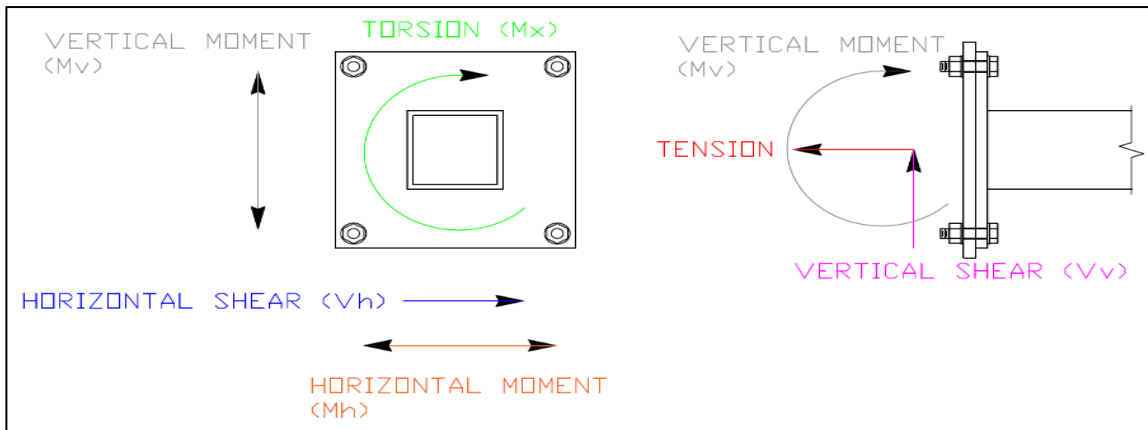 TORSION (Mx)
VERTICAL MOMENT
(Mv)
HORIZONTAL SHEAR (Vh)
HORIZONTAL MOMENT
(Mh)
VERTICAL MOMENT
(Mv)
TENSION
VERTICAL SHEAR (Vv)